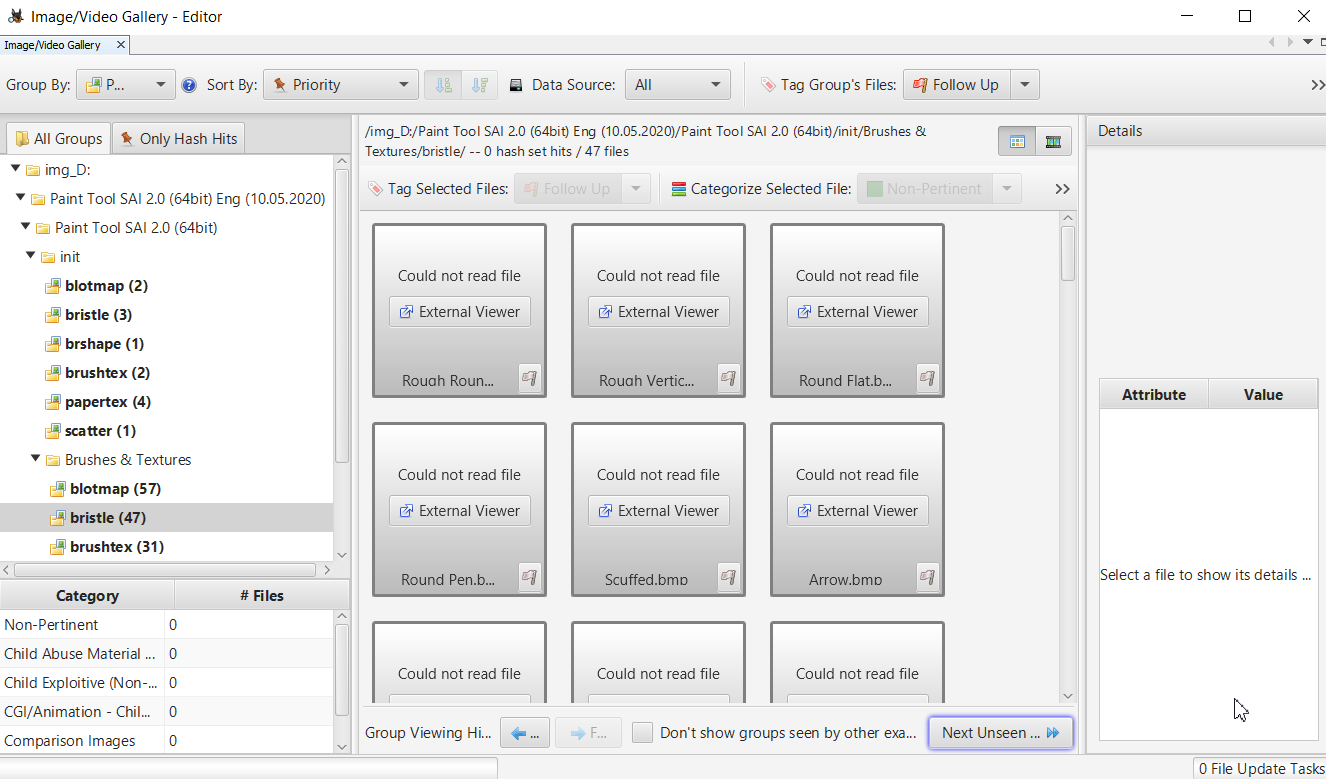 Image/Video Gallery - Editor
Image/Video Gallery
Group By: P... Sort By: Priority Data Source: All Tag Group's Files: Follow Up
All Groups Only Hash Hits
img_D:
Paint Tool SAI 2.0 (64bit) Eng (10.05.2020)
Paint Tool SAI 2.0 (64bit)
init
blotmap (2)
bristle (3)
brshape (1)
brushtex (2)
papertex (4)
scatter (1)
Brushes & Textures
blotmap (57)
bristle (47)
brushtex (31)
Category # Files
Non-Pertinent 0
Child Abuse Material ... 0
Child Exploitive (Non-... 0
CGI/Animation - Chil... 0
Comparison Images 0
/img_D:/Paint Tool SAI 2.0 (64bit) Eng (10.05.2020)/Paint Tool SAI 2.0 (64bit)/init/Brushes &
Textures/bristle/ -- 0 hash set hits / 47 files
Tag Selected Files: Follow Up Categorize Selected File: Non-Pertinent
Could not read file Could not read file Could not read file
External Viewer External Viewer External Viewer
Rough Roun... Rough Vertic... Round Flat.b...
Could not read file Could not read file Could not read file
External Viewer External Viewer External Viewer
Round Pen.b... Scuffed.bmp Arrow.bmp
Could not read file Could not read file Could not read file
Group Viewing Hi... ... F... Don't show groups seen by other exa... Next Unseen ...
Details
Attribute Value
Select a file to show its details ...
0 File Update Tasks